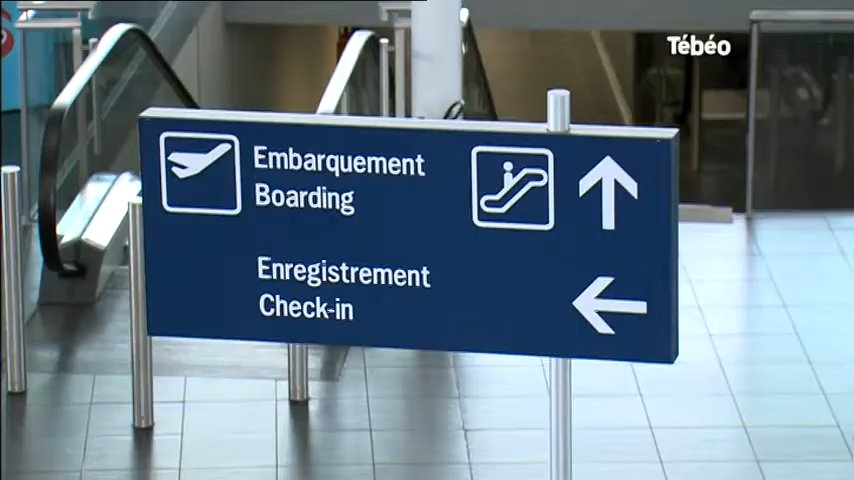 Tébéo
Embarquement
Boarding
Enregistrement
Check-in